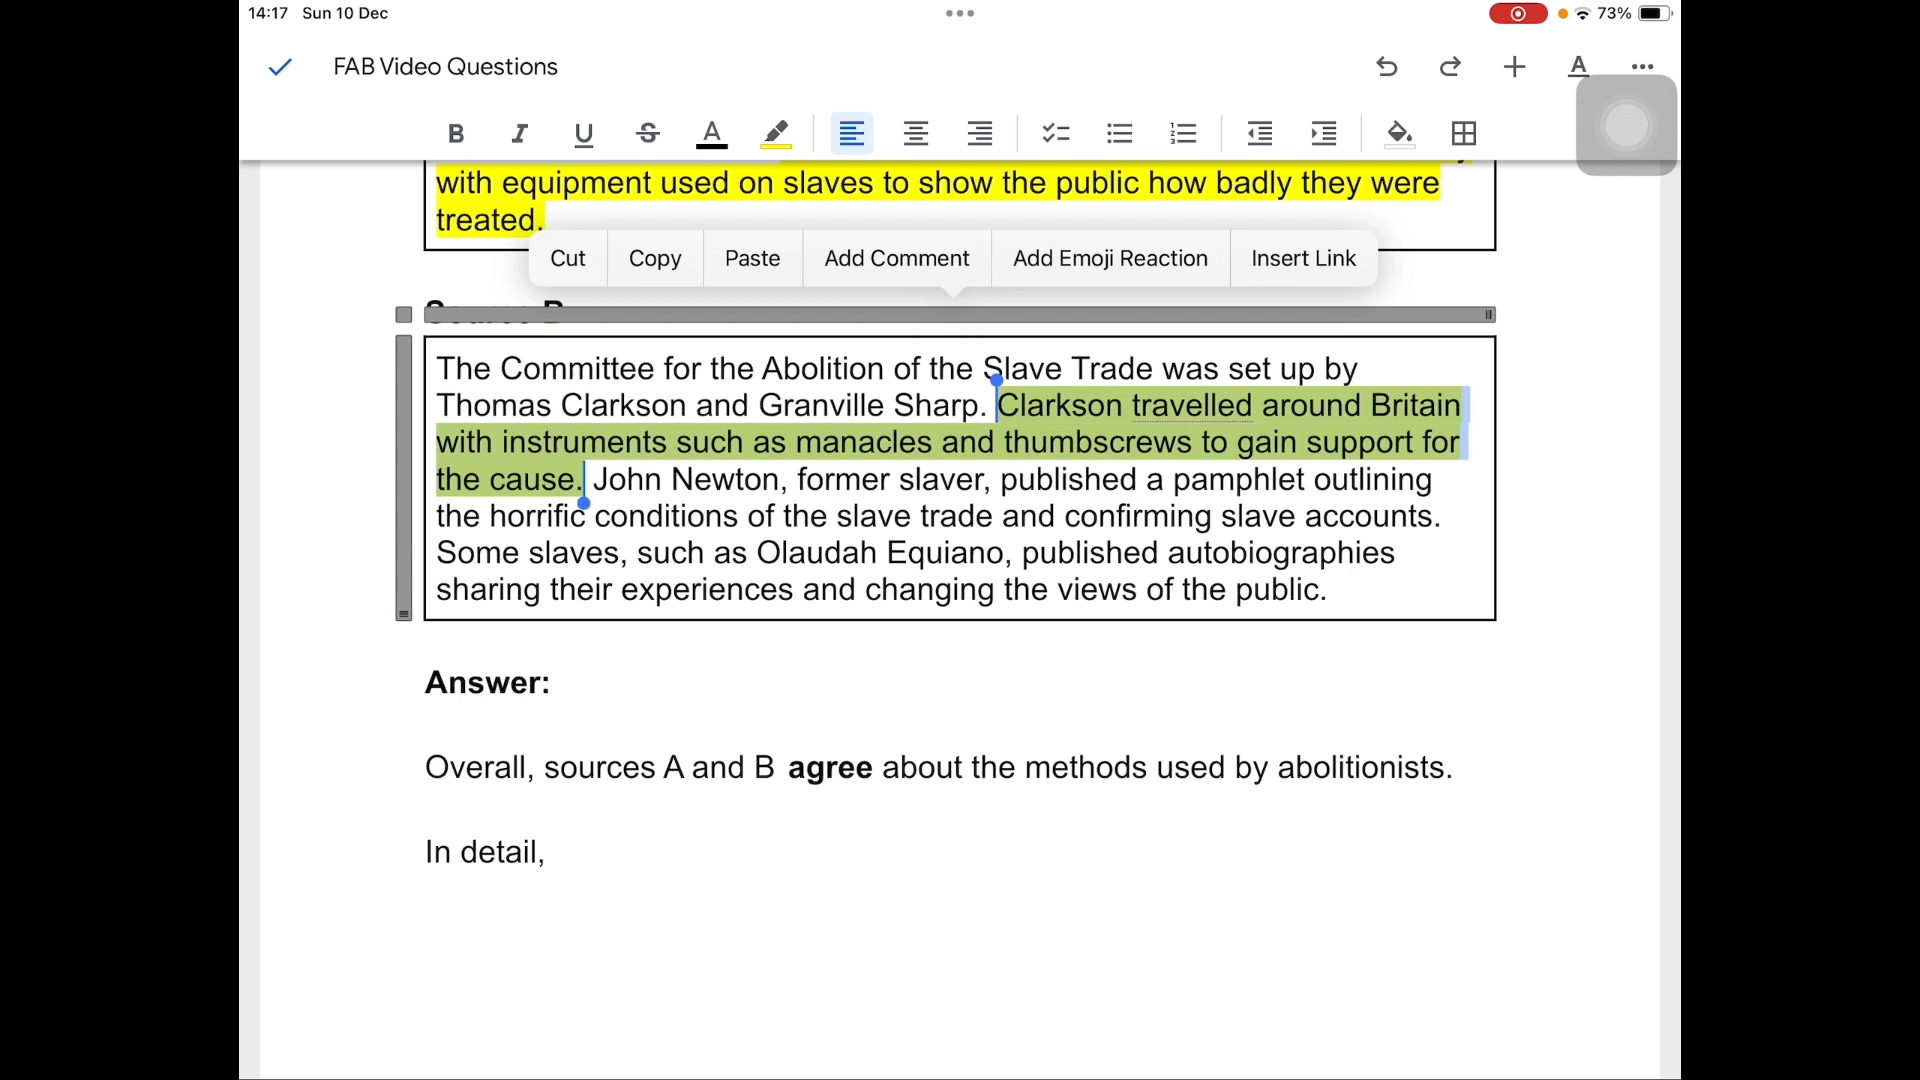 14:17 Sun 10 Dec
73%
FAB Video Questions
with equipment used on slaves to show the public how badly they were
treated.
Cut Copy Paste Add Comment Add Emoji Reaction Insert Link
Source B
The Committee for the Abolition of the Slave Trade was set up by
Thomas Clarkson and Granville Sharp. Clarkson travelled around Britain
with instruments such as manacles and thumbscrews to gain support for
the cause. John Newton, former slaver, published a pamphlet outlining
the horrific conditions of the slave trade and confirming slave accounts.
Some slaves, such as Olaudah Equiano, published autobiographies
sharing their experiences and changing the views of the public.
Answer:
Overall, sources A and B agree about the methods used by abolitionists.
In detail,